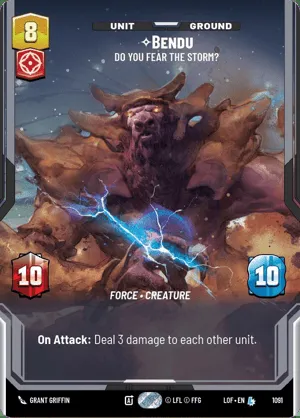 UNIT GROUND
8
BENDU
DO YOU FEAR THE STORM?
10 10
FORCE • CREATURE
On Attack: Deal 3 damage to each other unit.
GRANT GRIFFIN © LFL © FFG LOF • EN 1091